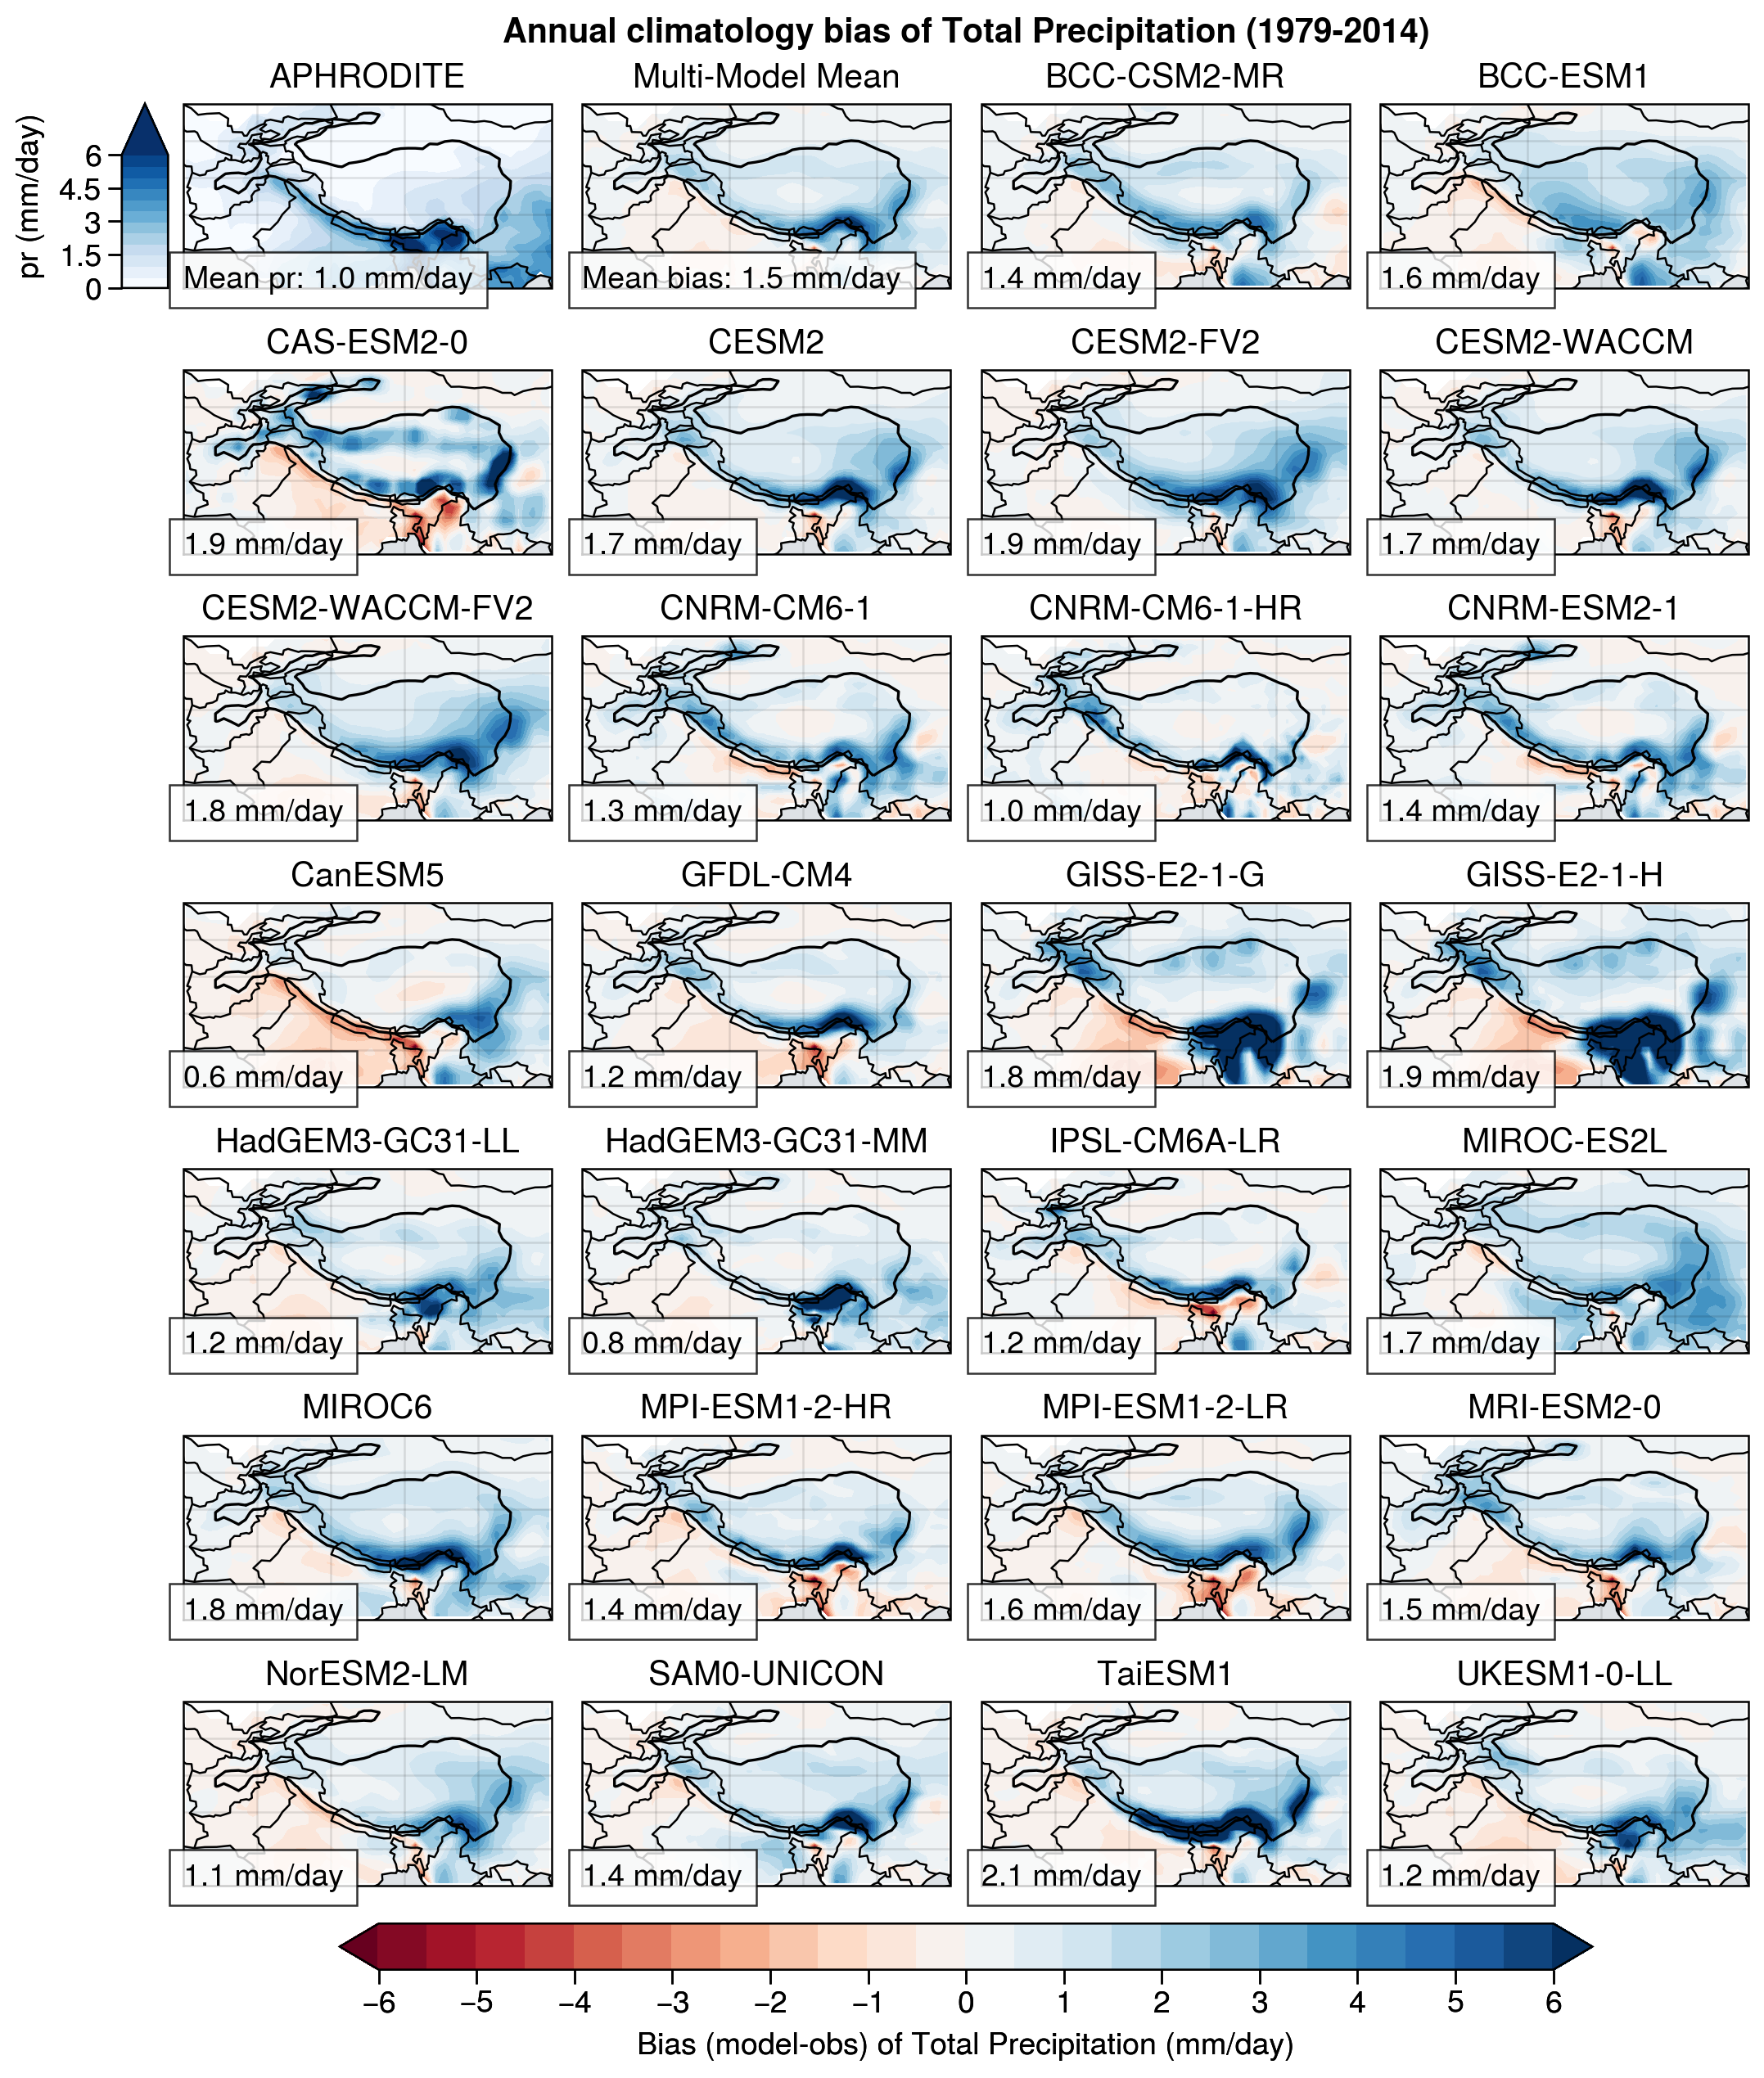 Annual climatology bias of Total Precipitation (1979-2014)
APHRODITE
Multi-Model Mean
BCC-CSM2-MR
BCC-ESM1
pr (mm/day)
6
4.5
3
1.5
0
Mean pr: 1.0 mm/day
Mean bias: 1.5 mm/day
1.4 mm/day
1.6 mm/day
CAS-ESM2-0
CESM2
CESM2-FV2
CESM2-WACCM
1.9 mm/day
1.7 mm/day
1.9 mm/day
1.7 mm/day
CESM2-WACCM-FV2
CNRM-CM6-1
CNRM-CM6-1-HR
CNRM-ESM2-1
1.8 mm/day
1.3 mm/day
1.0 mm/day
1.4 mm/day
CanESM5
GFDL-CM4
GISS-E2-1-G
GISS-E2-1-H
0.6 mm/day
1.2 mm/day
1.8 mm/day
1.9 mm/day
HadGEM3-GC31-LL
HadGEM3-GC31-MM
IPSL-CM6A-LR
MIROC-ES2L
1.2 mm/day
0.8 mm/day
1.2 mm/day
1.7 mm/day
MIROC6
MPI-ESM1-2-HR
MPI-ESM1-2-LR
MRI-ESM2-0
1.8 mm/day
1.4 mm/day
1.6 mm/day
1.5 mm/day
NorESM2-LM
SAM0-UNICON
TaiESM1
UKESM1-0-LL
1.1 mm/day
1.4 mm/day
2.1 mm/day
1.2 mm/day
−6 −5 −4 −3 −2 −1 0 1 2 3 4 5 6
Bias (model-obs) of Total Precipitation (mm/day)